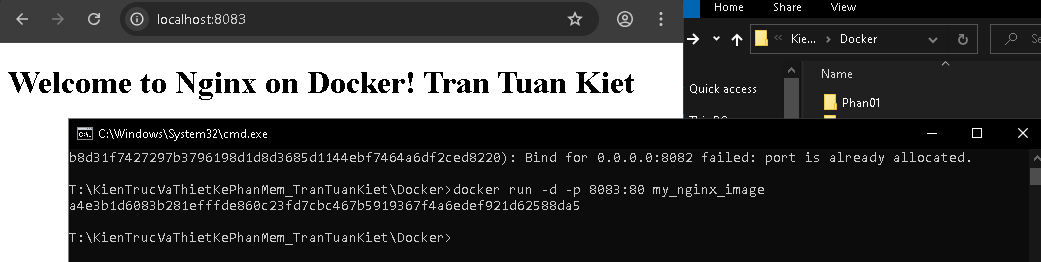 localhost:8083
Welcome to Nginx on Docker! Tran Tuan Kiet
Home Share View
Kie... Docker
Name
Quick access
Phan01
C:\Windows\System32\cmd.exe
b8d31f7427297b3796198d1d8d3685d1144ebf7464a6df2ced8220): Bind for 0.0.0.0:8082 failed: port is already allocated.
T:\KienTrucVaThietKePhanMem_TranTuanKiet\Docker>docker run -d -p 8083:80 my_nginx_image
a4e3b1d6083b281efffde860c23fd7cbc467b5919367f4a6edef921d62588da5
T:\KienTrucVaThietKePhanMem_TranTuanKiet\Docker>